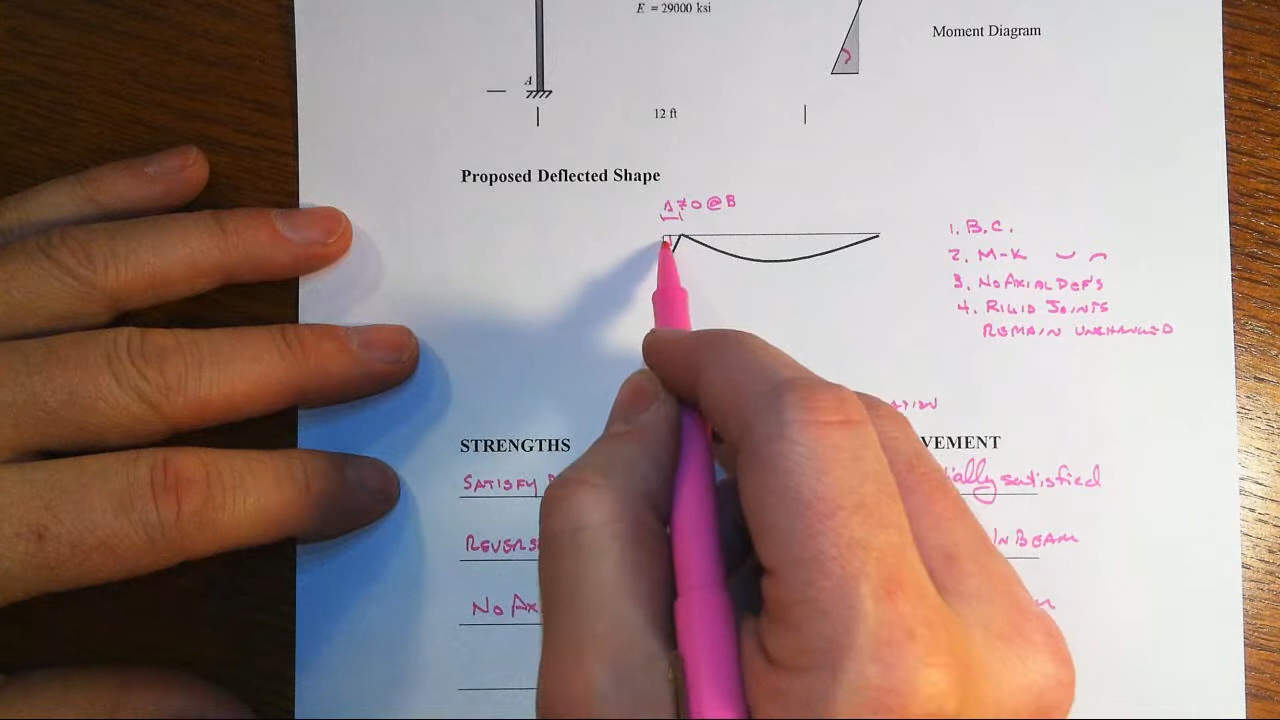 E = 29000 ksi
Moment Diagram
A
12 ft
Proposed Deflected Shape
Δ≠0 @ B
1. B.C.
2. M-K
3. NO AXIAL DEF'S
4. RIGID JOINTS
REMAIN UNCHANGED
STRENGTHS
VEMENT
SATISFY
ially satisfied
REVERS
IN BEAM
NO AX